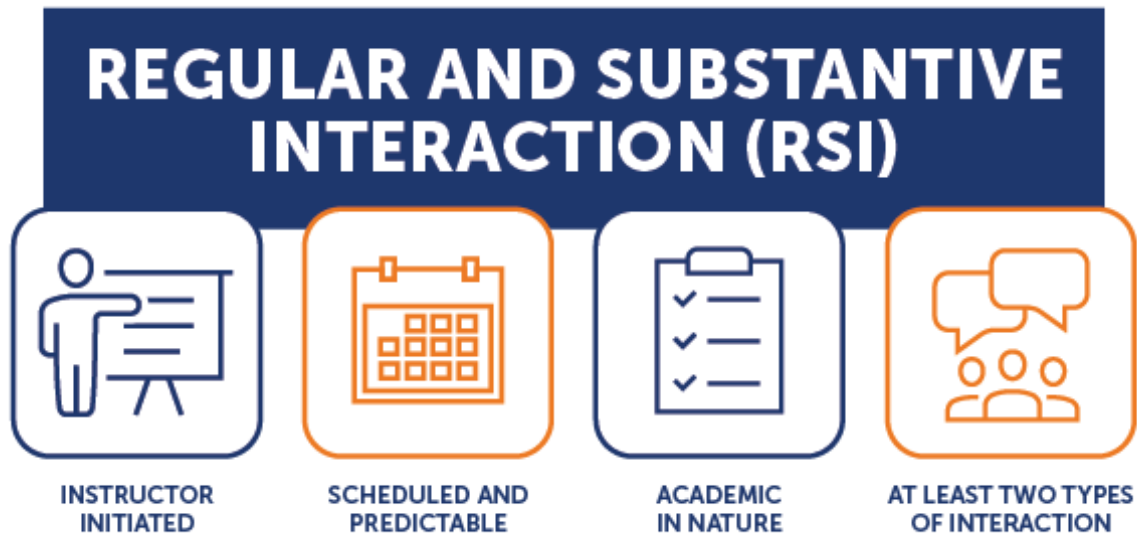 REGULAR AND SUBSTANTIVE
INTERACTION (RSI)
INSTRUCTOR
INITIATED
SCHEDULED AND
PREDICTABLE
ACADEMIC
IN NATURE
AT LEAST TWO TYPES
OF INTERACTION